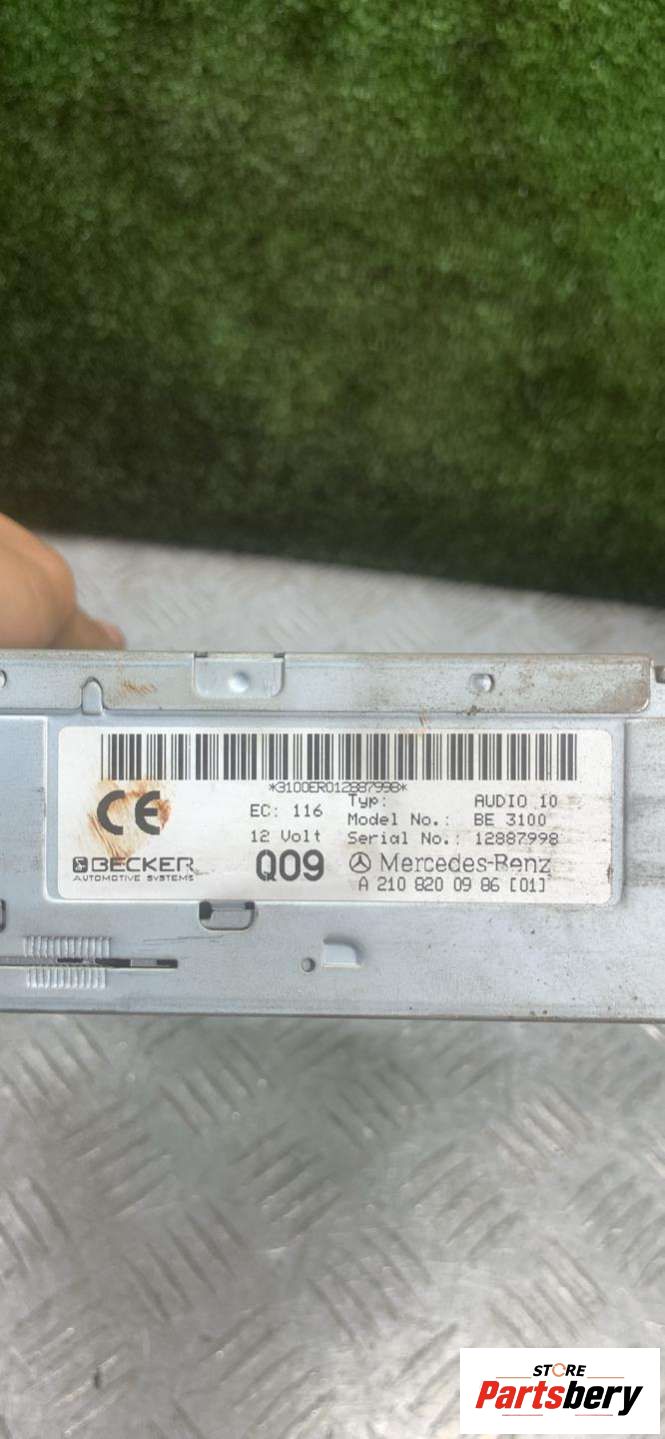 *3100ER012887998*
CE
EC: 116
12 Volt
Typ: AUDIO 10
Model No.: BE 3100
Serial No.: 12887998
BECKER
AUTOMOTIVE SYSTEMS
Q09
Mercedes-Benz
A 210 820 09 86 [01]
STORE
Partsbery